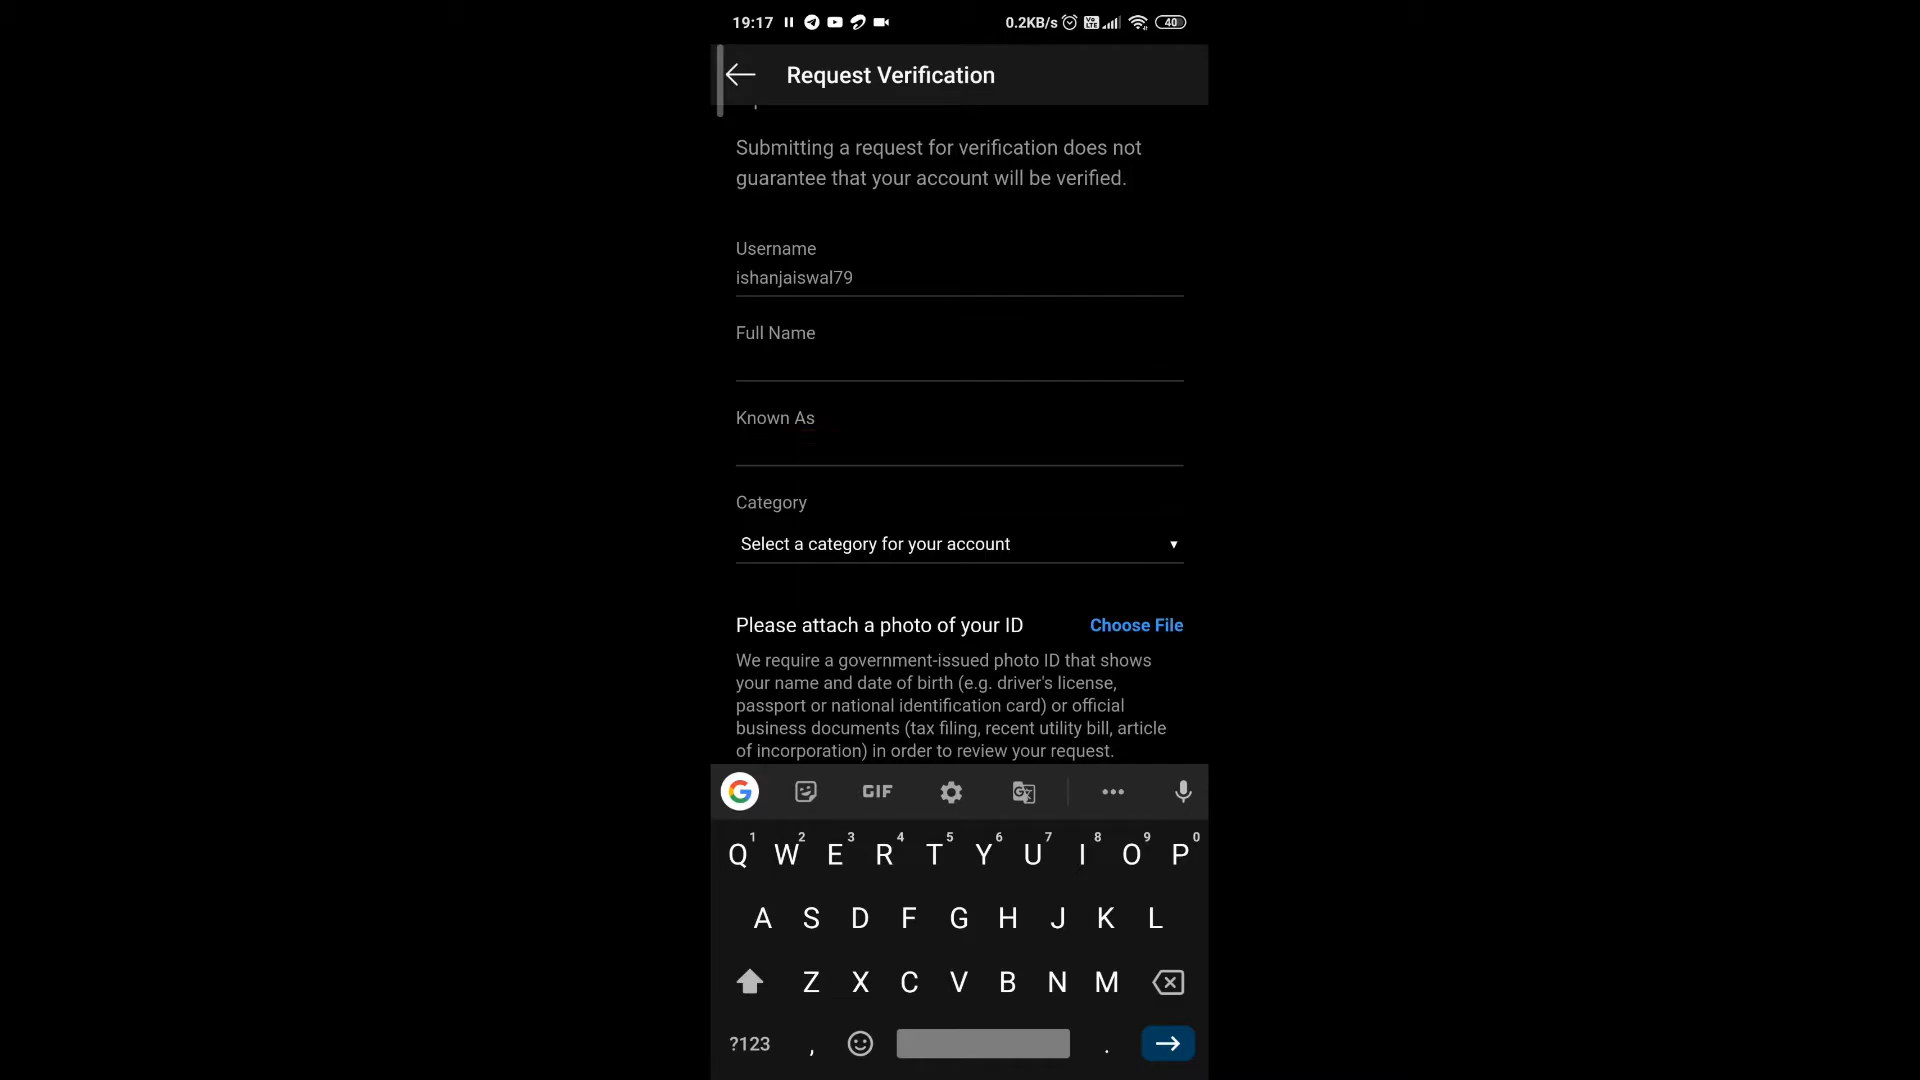 19:17 0.2KB/s Vo LTE 40
Request Verification
Submitting a request for verification does not
guarantee that your account will be verified.
Username
ishanjaiswal79
Full Name
Known As
Category
Select a category for your account
Please attach a photo of your ID Choose File
We require a government-issued photo ID that shows
your name and date of birth (e.g. driver's license,
passport or national identification card) or official
business documents (tax filing, recent utility bill, article
of incorporation) in order to review your request.
G GIF G
1 2 3 4 5 6 7 8 9 0
Q W E R T Y U I O P
A S D F G H J K L
Z X C V B N M
?123 , .